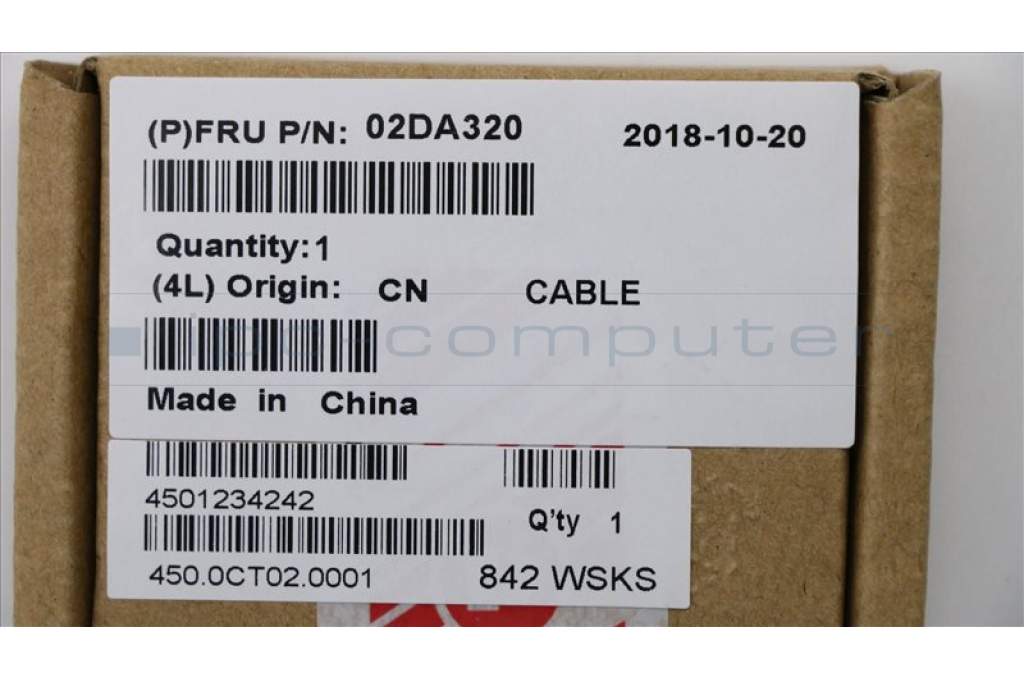 (P)FRU P/N: 02DA320 2018-10-20
Quantity:1
(4L) Origin: CN CABLE
ipc-computer
Made in China
4501234242
Q'ty 1
450.0CT02.0001 842 WSKS